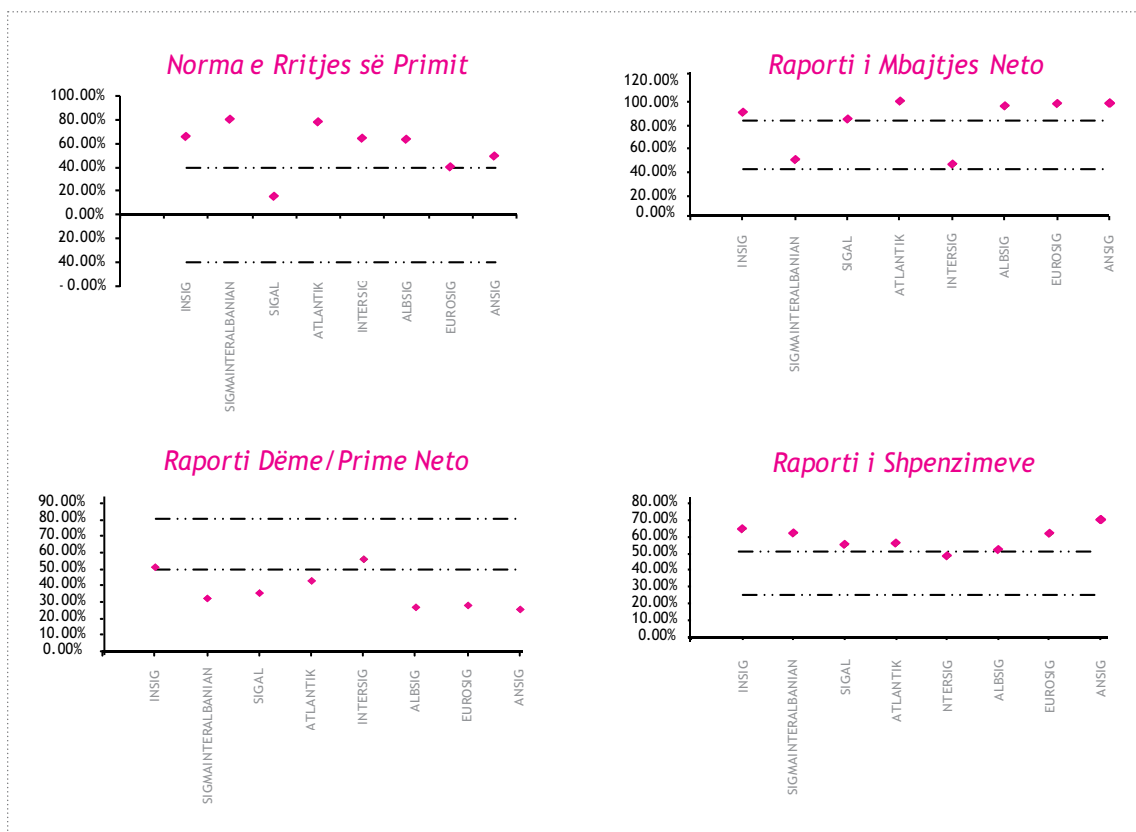 Norma e Rritjes së Primit
100.00%
80.00%
60.00%
40.00%
20.00%
0.00%
20.00%
40.00%
-0.00%
INSIG
SIGMAINTERALBANIAN
SIGAL
ATLANTIK
INTERSIG
ALBSIG
EUROSIG
ANSIG
Raporti i Mbajtjes Neto
120.00%
100.00%
80.00%
60.00%
40.00%
20.00%
0.00%
INSIG
SIGMAINTERALBANIAN
SIGAL
ATLANTIK
INTERSIG
ALBSIG
EUROSIG
ANSIG
Raporti Dëme/Prime Neto
90.00%
80.00%
70.00%
60.00%
50.00%
40.00%
30.00%
20.00%
10.00%
0.00%
INSIG
SIGMAINTERALBANIAN
SIGAL
ATLANTIK
INTERSIG
ALBSIG
EUROSIG
ANSIG
Raporti i Shpenzimeve
80.00%
70.00%
60.00%
50.00%
40.00%
30.00%
20.00%
10.00%
0.00%
INSIG
SIGMAINTERALBANIAN
SIGAL
ATLANTIK
NTERSIG
ALBSIG
EUROSIG
ANSIG